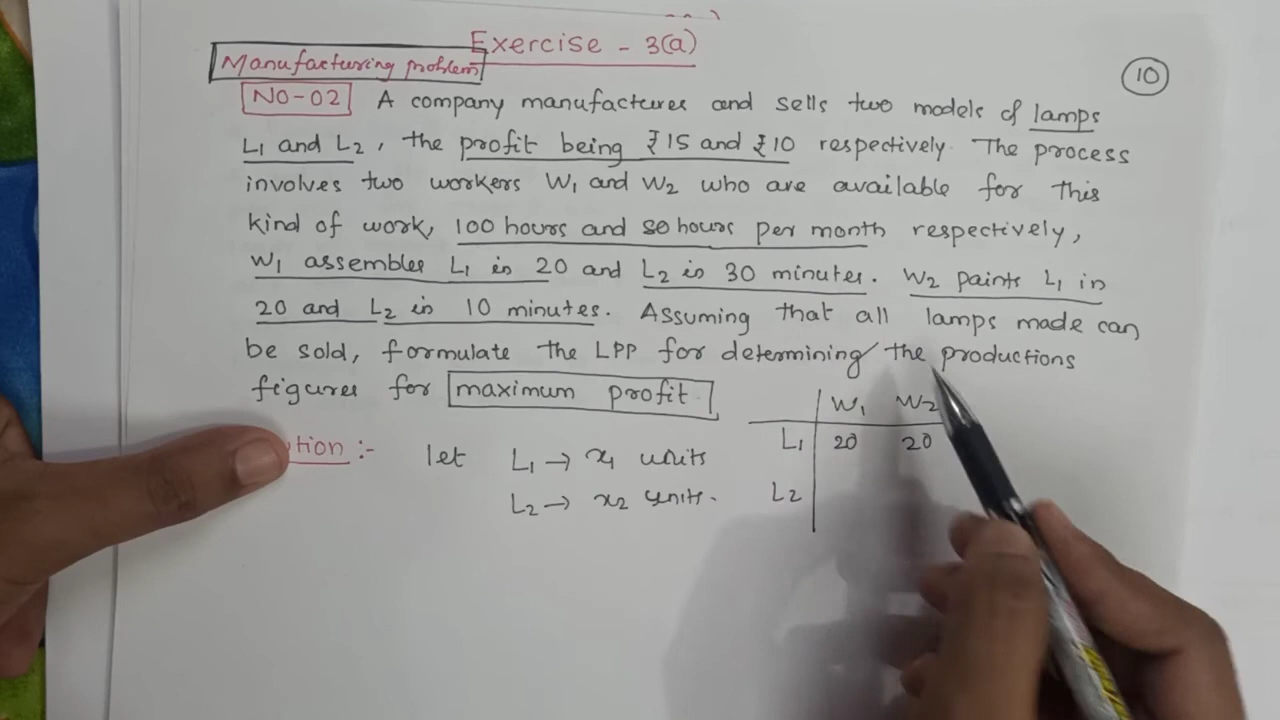 Exercise - 3(a)
Manufacturing problem
10
NO-02 A company manufactures and sells two models of lamps
L1 and L2, the profit being ₹15 and ₹10 respectively. The process
involves two workers W1 and W2 who are available for this
kind of work, 100 hours and 80 hours per month respectively,
W1 assembles L1 in 20 and L2 in 30 minutes. W2 paints L1 in
20 and L2 in 10 minutes. Assuming that all lamps made can
be sold, formulate the LPP for determining the productions
figures for maximum profit.
W1 W2
L1 20 20
L2
ution :- let L1 → x1 units
L2 → x2 units.